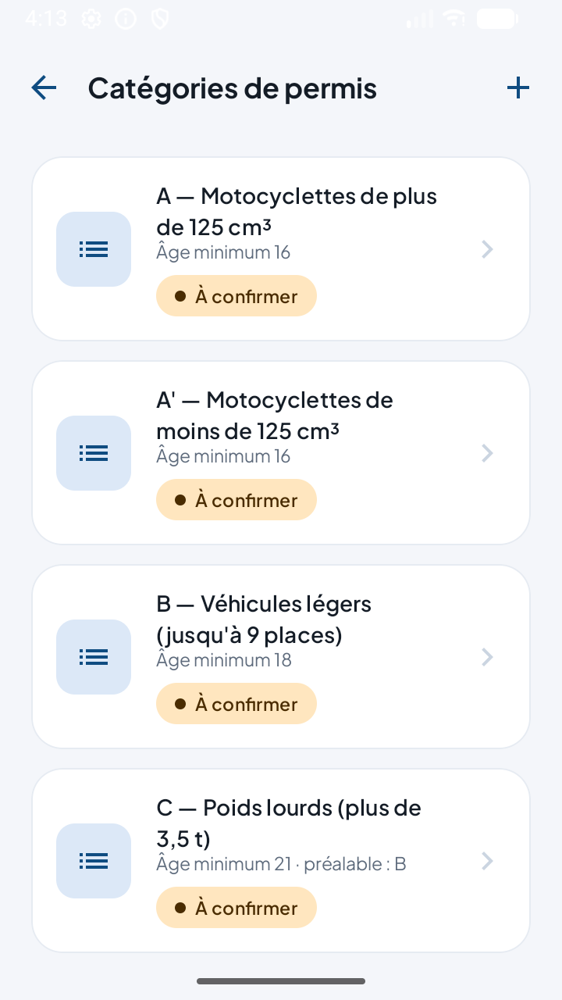 4:13
Catégories de permis
A — Motocyclettes de plus
de 125 cm³
Âge minimum 16
À confirmer
A' — Motocyclettes de
moins de 125 cm³
Âge minimum 16
À confirmer
B — Véhicules légers
(jusqu'à 9 places)
Âge minimum 18
À confirmer
C — Poids lourds (plus de
3,5 t)
Âge minimum 21 · préalable : B
À confirmer